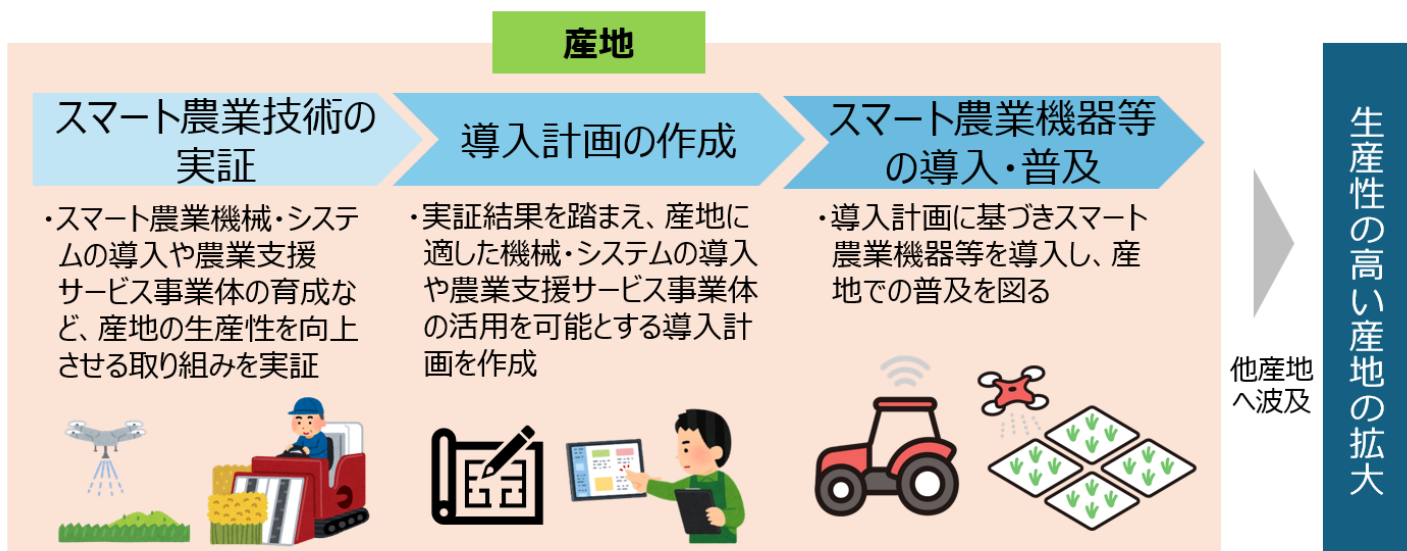 産地
スマート農業技術の
実証
導入計画の作成
スマート農業機器等
の導入・普及
・スマート農業機械・システ
ムの導入や農業支援
サービス事業体の育成な
ど、産地の生産性を向上
させる取り組みを実証
・実証結果を踏まえ、産地に
適した機械・システムの導入
や農業支援サービス事業体
の活用を可能とする導入計
画を作成
・導入計画に基づきスマート
農業機器等を導入し、産
地での普及を図る
他産地
へ波及
生産性の高い産地の拡大